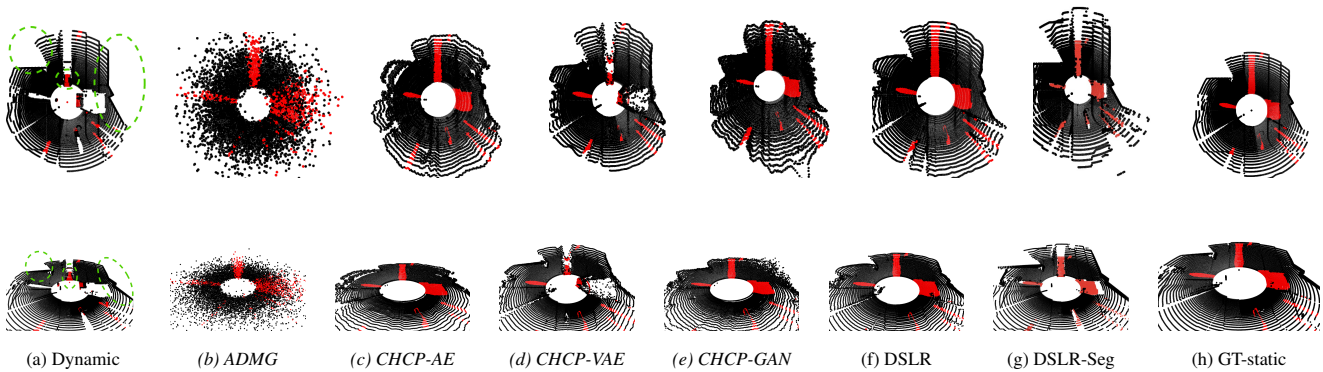 (a) Dynamic (b) ADMG (c) CHCP-AE (d) CHCP-VAE (e) CHCP-GAN (f) DSLR (g) DSLR-Seg (h) GT-static